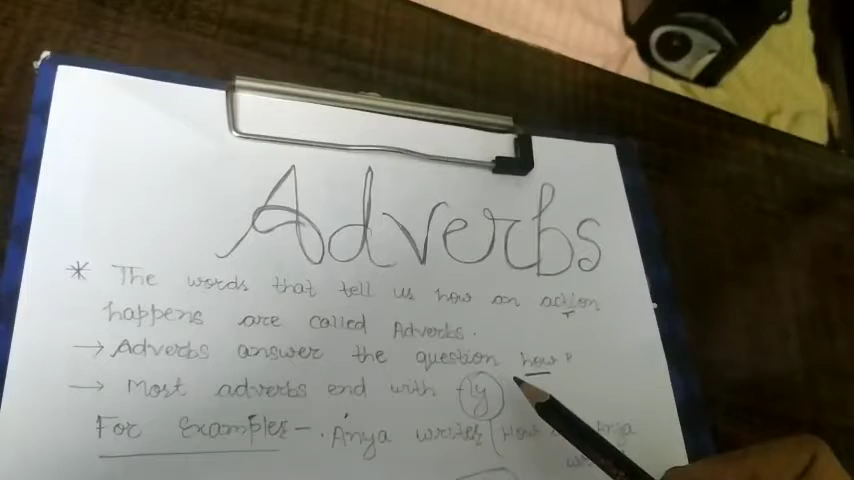 Adverbs
* The words that tell us how an action
happens are called Adverbs.
→ Adverbs answer the question how?
→ Most adverbs end with -ly
For Examples - . Anya writes (How